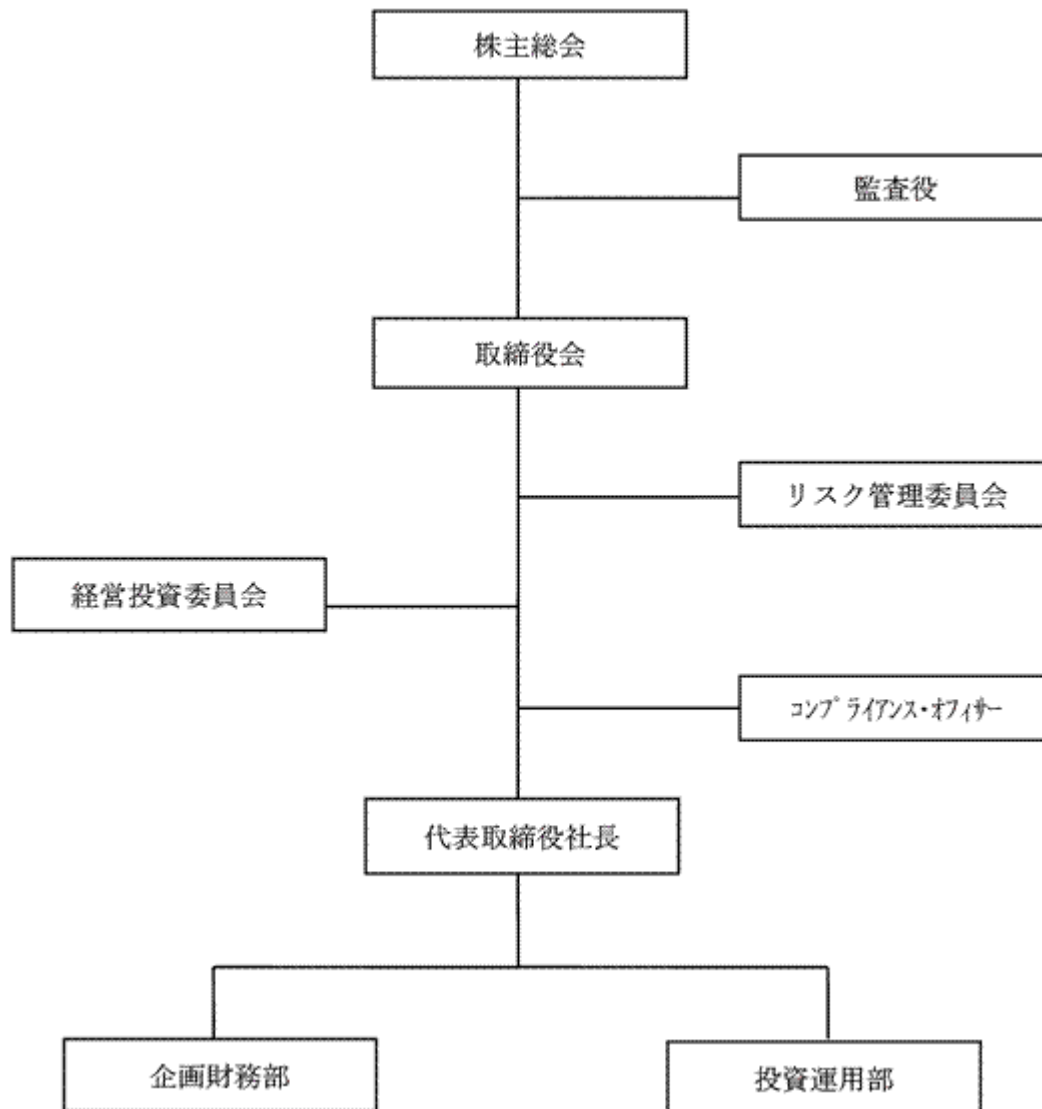 株主総会
監査役
取締役会
リスク管理委員会
経営投資委員会
ｺﾝﾌﾟﾗｲｱﾝｽ・ｵﾌｨｻｰ
代表取締役社長
企画財務部
投資運用部